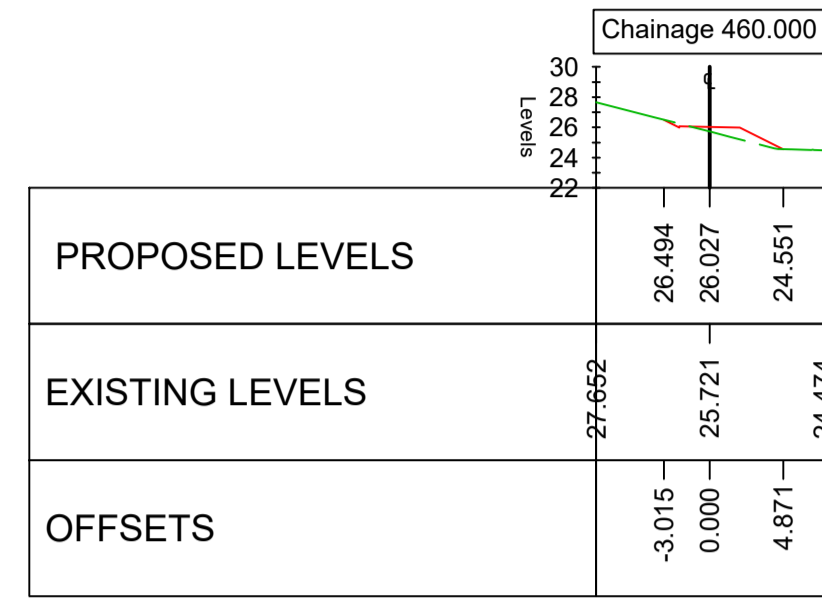 Chainage 460.000
30
28
26
24
22
Levels
℄
PROPOSED LEVELS
26.494
26.027
24.551
EXISTING LEVELS
27.652
25.721
OFFSETS
-3.015
0.000
4.871